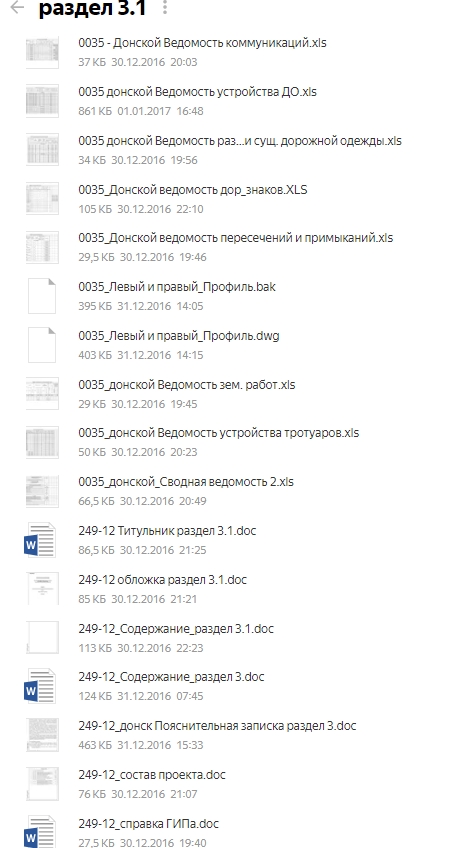 раздел 3.1
0035 - Донской Ведомость коммуникаций.xls
37 КБ 30.12.2016 20:03
0035 донской Ведомость устройства ДО.xls
861 КБ 01.01.2017 16:48
0035 донской Ведомость раз...и сущ. дорожной одежды.xls
34 КБ 30.12.2016 19:56
0035_Донской ведомость дор_знаков.XLS
105 КБ 30.12.2016 22:10
0035_Донской ведомость пересечений и примыканий.xls
29,5 КБ 30.12.2016 19:46
0035_Левый и правый_Профиль.bak
395 КБ 31.12.2016 14:05
0035_Левый и правый_Профиль.dwg
403 КБ 31.12.2016 14:15
0035_донской Ведомость зем. работ.xls
29 КБ 30.12.2016 19:45
0035_донской Ведомость устройства тротуаров.xls
50 КБ 30.12.2016 20:23
0035_донской_Сводная ведомость 2.xls
66,5 КБ 30.12.2016 20:49
249-12 Титульник раздел 3.1.doc
86,5 КБ 30.12.2016 21:25
249-12 обложка раздел 3.1.doc
85 КБ 30.12.2016 21:21
249-12_Содержание_раздел 3.1.doc
113 КБ 30.12.2016 22:23
249-12_Содержание_раздел 3.doc
124 КБ 31.12.2016 07:45
249-12_донск Пояснительная записка раздел 3.doc
463 КБ 31.12.2016 15:33
249-12_состав проекта.doc
76 КБ 30.12.2016 21:07
249-12_справка ГИПа.doc
27,5 КБ 30.12.2016 19:40